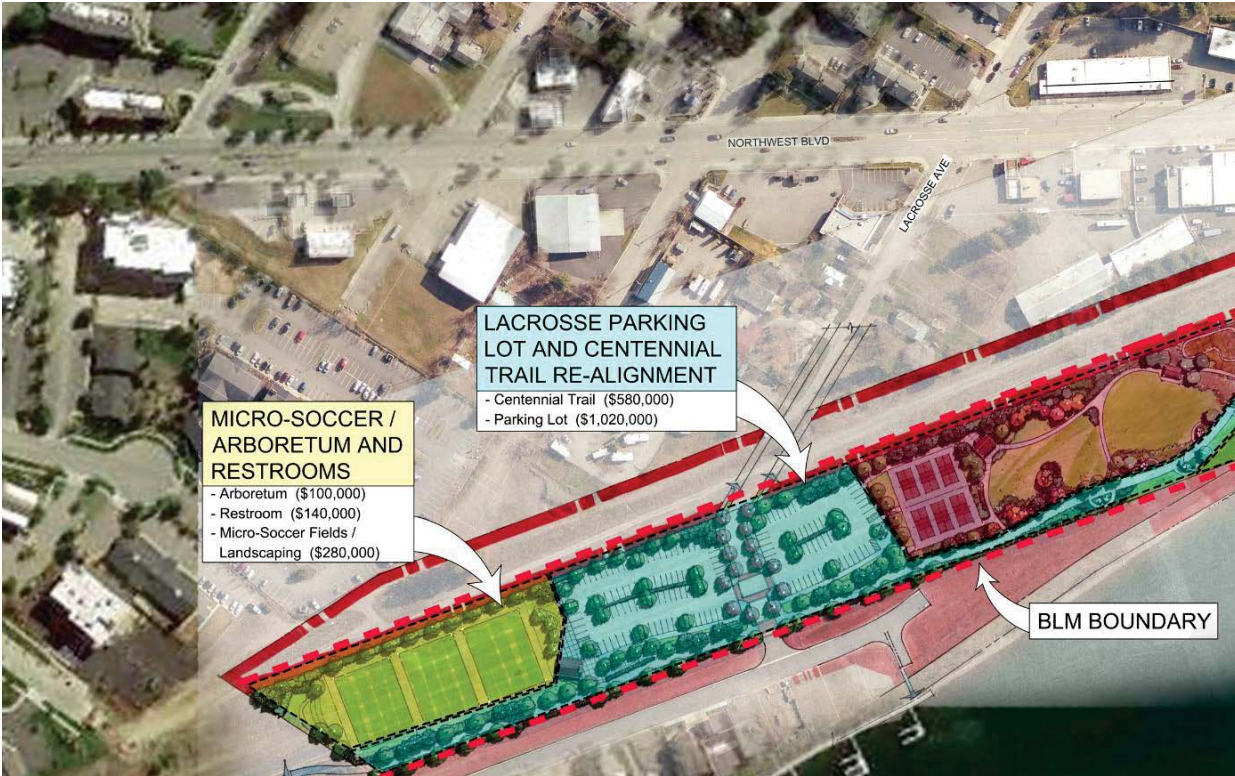 NORTHWEST BLVD
LACROSSE AVE
LACROSSE PARKING
LOT AND CENTENNIAL
TRAIL RE-ALIGNMENT
- Centennial Trail ($580,000)
- Parking Lot ($1,020,000)
MICRO-SOCCER /
ARBORETUM AND
RESTROOMS
- Arboretum ($100,000)
- Restroom ($140,000)
- Micro-Soccer Fields /
Landscaping ($280,000)
BLM BOUNDARY